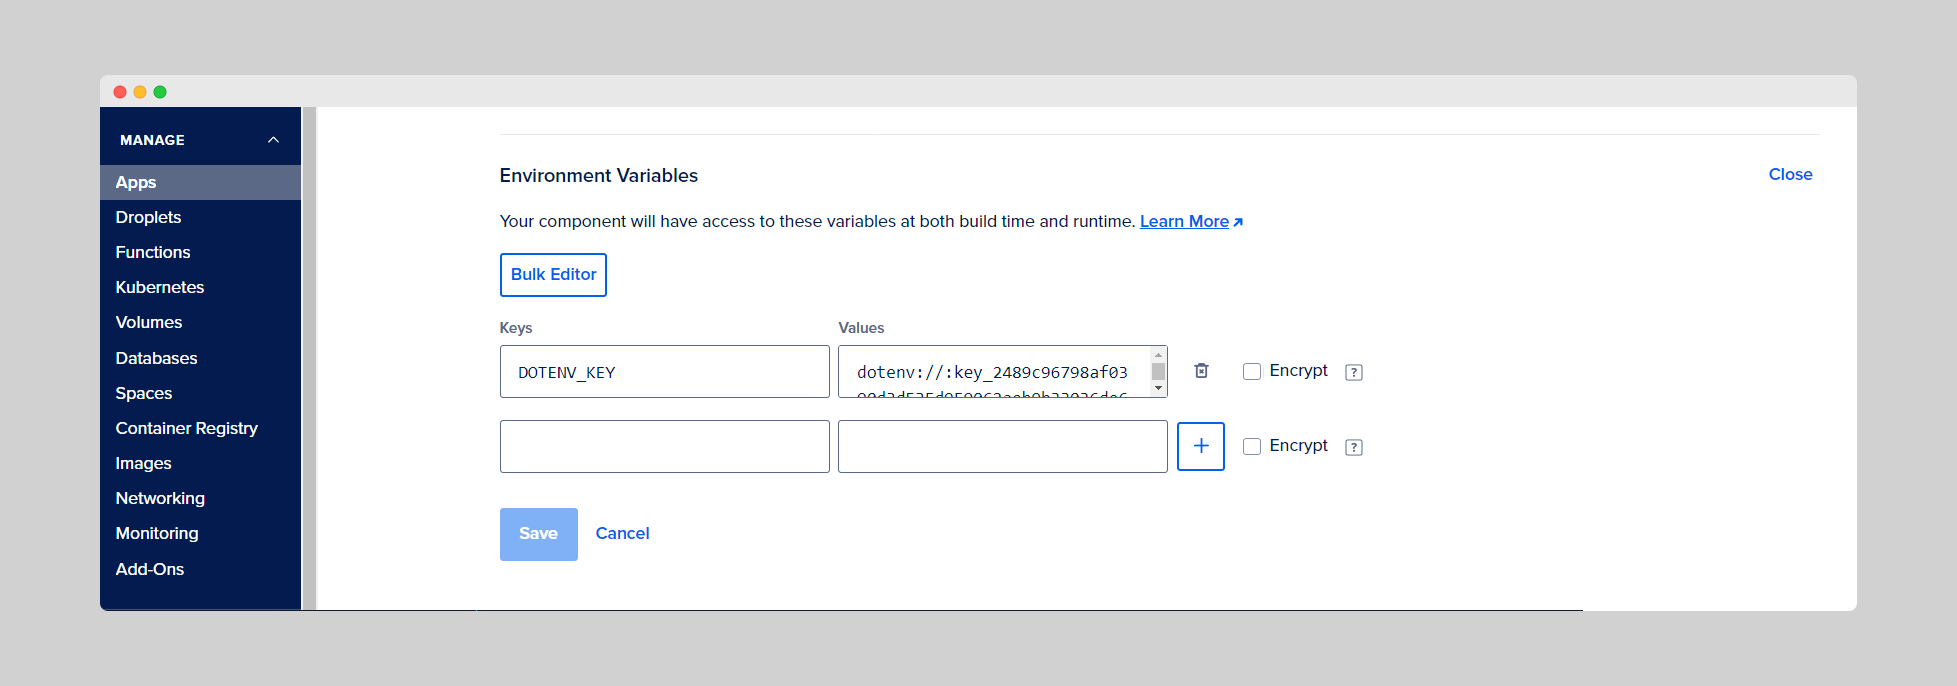 MANAGE
Apps
Droplets
Functions
Kubernetes
Volumes
Databases
Spaces
Container Registry
Images
Networking
Monitoring
Add-Ons
Environment Variables
Close
Your component will have access to these variables at both build time and runtime. Learn More
Bulk Editor
Keys Values
DOTENV_KEY dotenv://:key_2489c96798af03 Encrypt ?
+ Encrypt ?
Save Cancel